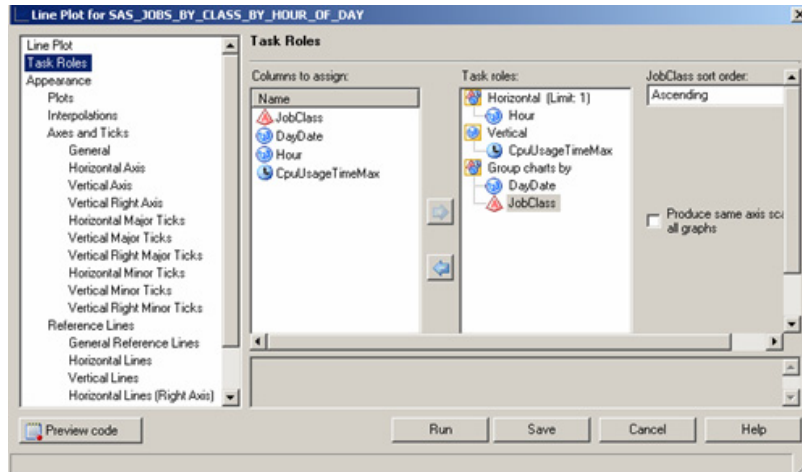 Line Plot for SAS_JOBS_BY_CLASS_BY_HOUR_OF_DAY
Line Plot
Task Roles
Appearance
Plots
Interpolations
Axes and Ticks
General
Horizontal Axis
Vertical Axis
Vertical Right Axis
Horizontal Major Ticks
Vertical Major Ticks
Vertical Right Major Ticks
Horizontal Minor Ticks
Vertical Minor Ticks
Vertical Right Minor Ticks
Reference Lines
General Reference Lines
Horizontal Lines
Vertical Lines
Horizontal Lines (Right Axis)
Task Roles
Columns to assign:
Name
JobClass
DayDate
Hour
CpuUsageTimeMax
Task roles:
Horizontal (Limit: 1)
Hour
Vertical
CpuUsageTimeMax
Group charts by
DayDate
JobClass
JobClass sort order:
Ascending
Produce same axis sca
all graphs
Preview code
Run
Save
Cancel
Help